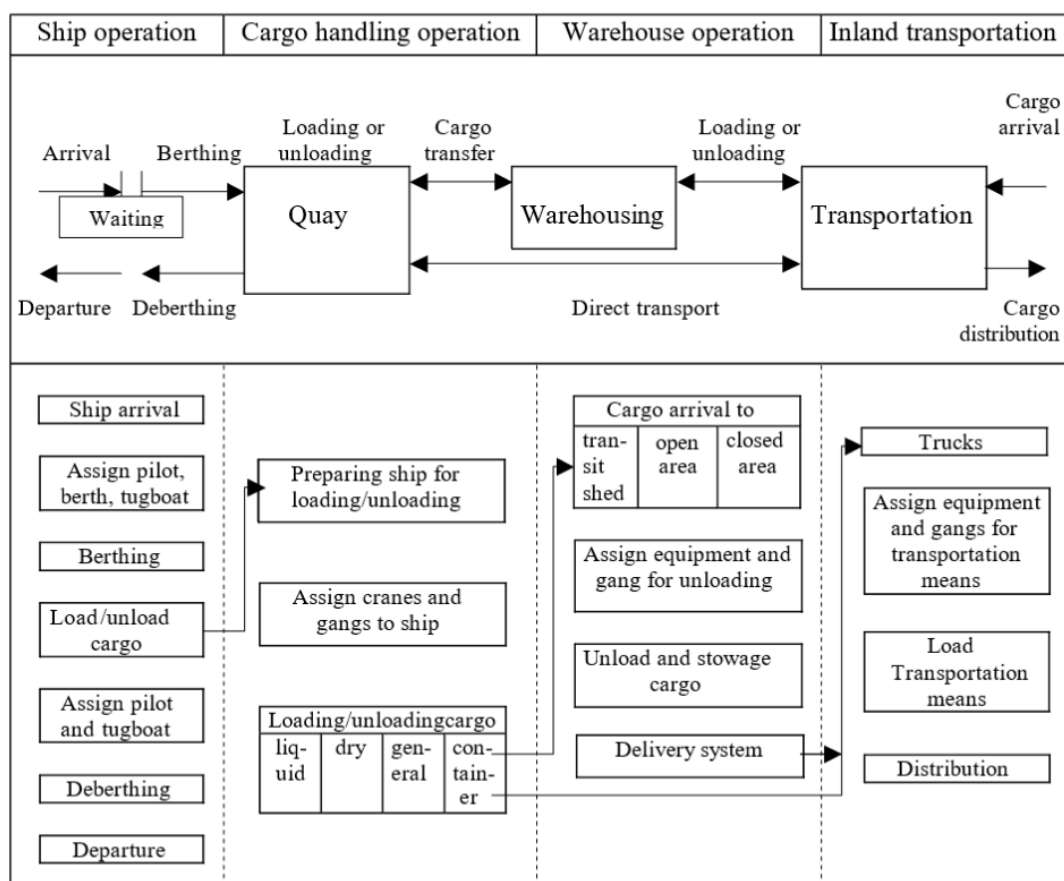 Ship operation
Cargo handling operation
Warehouse operation
Inland transportation
Arrival
Berthing
Waiting
Departure
Deberthing
Loading or
unloading
Quay
Cargo
transfer
Warehousing
Loading or
unloading
Direct transport
Transportation
Cargo
arrival
Cargo
distribution
Ship arrival
Assign pilot,
berth, tugboat
Berthing
Load/unload
cargo
Assign pilot
and tugboat
Deberthing
Departure
Preparing ship for
loading/unloading
Assign cranes and
gangs to ship
Loading/unloadingcargo
liq-
uid
dry
gen-
eral
con-
tain-
er
Cargo arrival to
tran-
sit
shed
open
area
closed
area
Assign equipment and
gang for unloading
Unload and stowage
cargo
Delivery system
Trucks
Assign equipment
and gangs for
transportation
means
Load
Transportation
means
Distribution